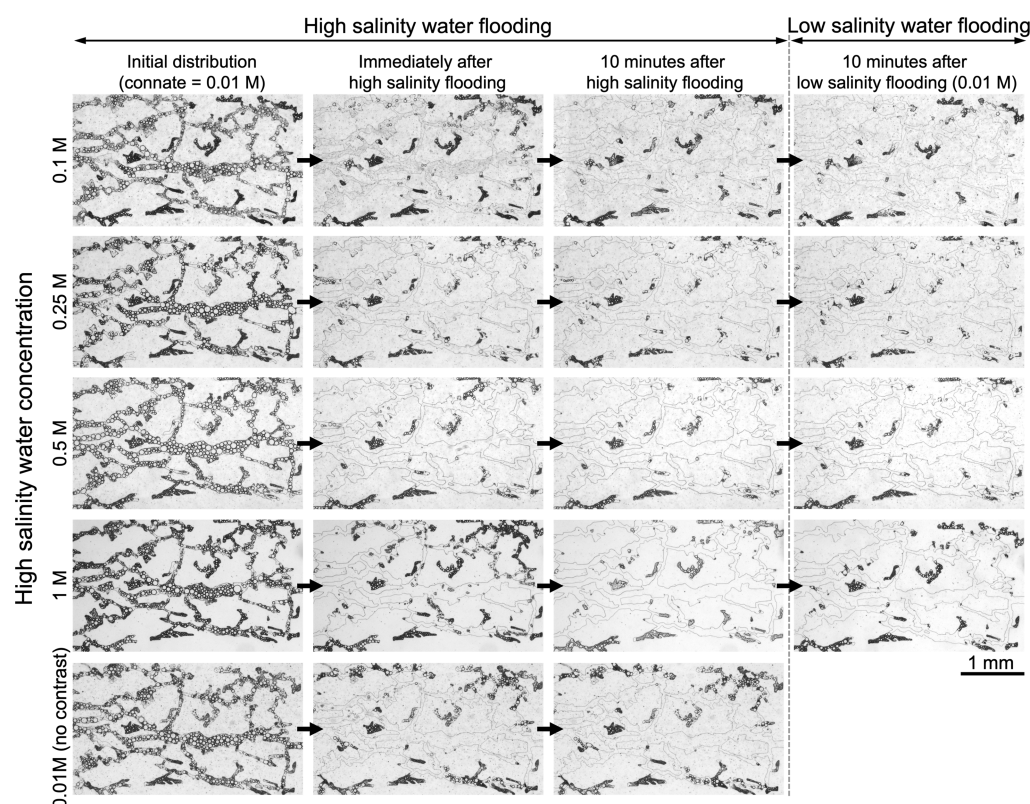 High salinity water flooding
Low salinity water flooding
Initial distribution
(connate = 0.01 M)
Immediately after
high salinity flooding
10 minutes after
high salinity flooding
10 minutes after
low salinity flooding (0.01 M)
High salinity water concentration
0.1 M
0.25 M
0.5 M
1 M
0.01M (no contrast)
1 mm